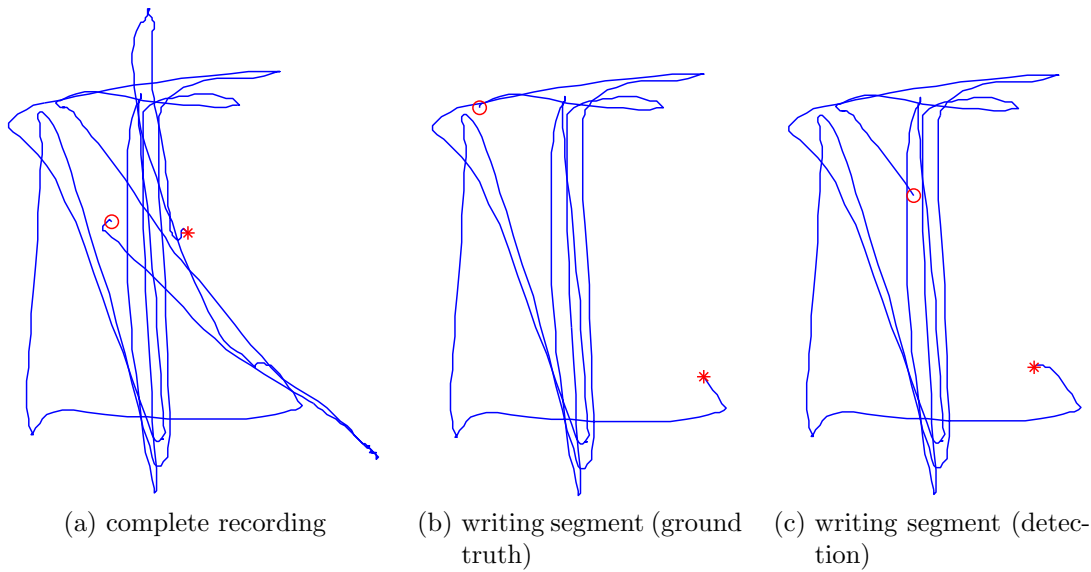 (a) complete recording
(b) writing segment (ground
truth)
(c) writing segment (detec-
tion)